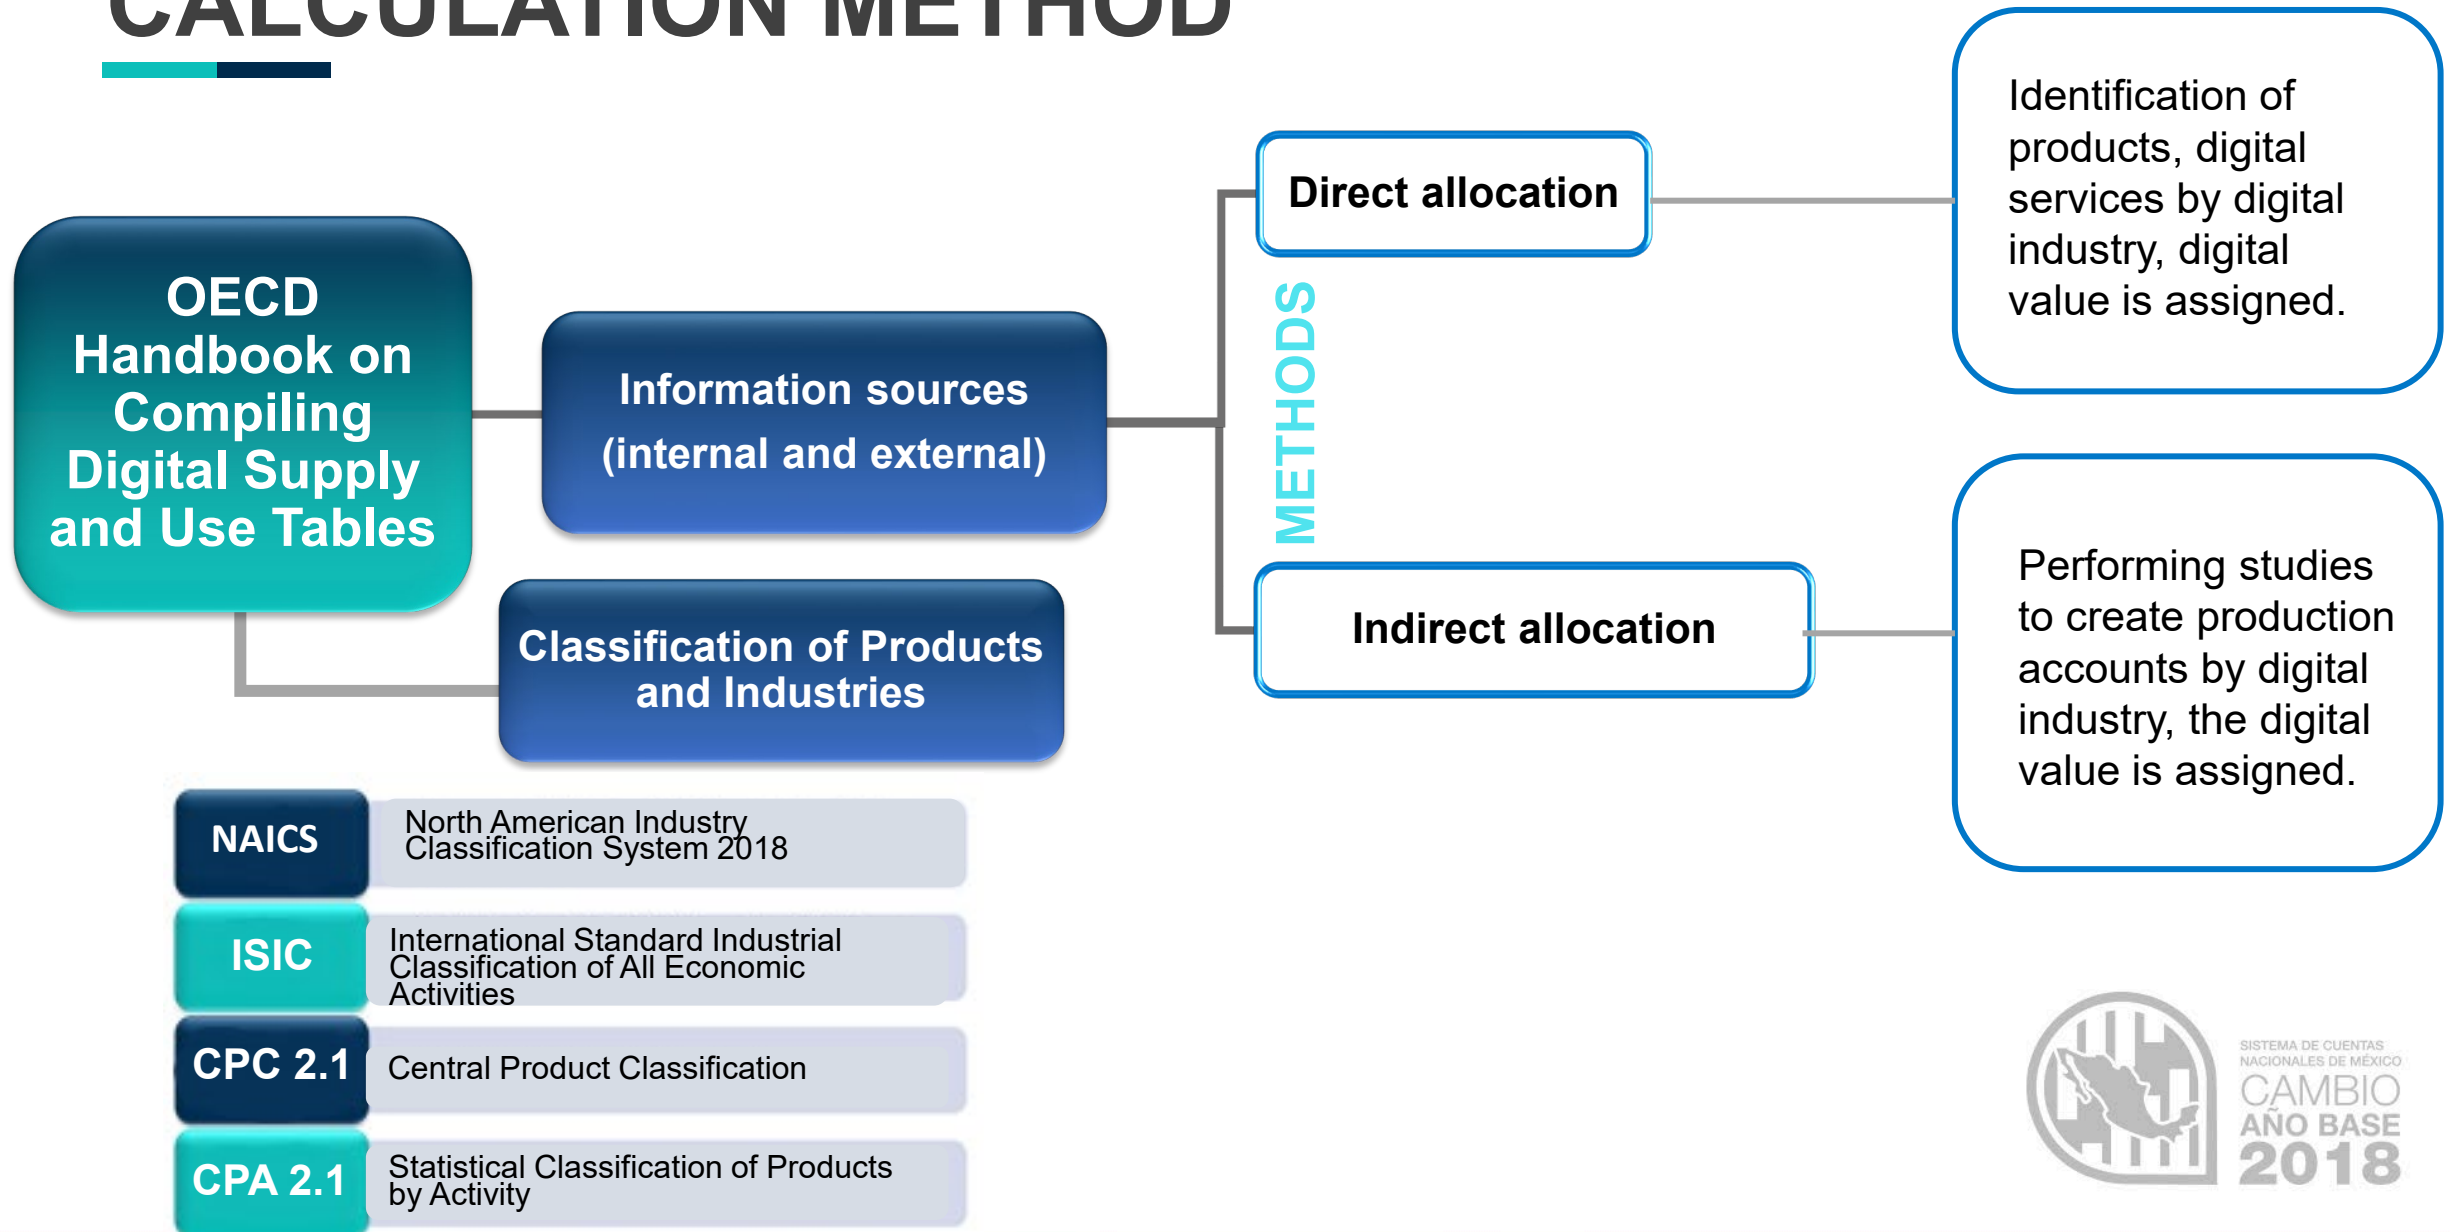 CALCULATION METHOD
OECD
Handbook on
Compiling
Digital Supply
and Use Tables
Information sources
(internal and external)
Classification of Products
and Industries
METHODS
Direct allocation
Identification of
products, digital
services by digital
industry, digital
value is assigned.
Indirect allocation
Performing studies
to create production
accounts by digital
industry, the digital
value is assigned.
NAICS
North American Industry
Classification System 2018
ISIC
International Standard Industrial
Classification of All Economic
Activities
CPC 2.1
Central Product Classification
CPA 2.1
Statistical Classification of Products
by Activity
SISTEMA DE CUENTAS
NACIONALES DE MÉXICO
CAMBIO
AÑO BASE
2018